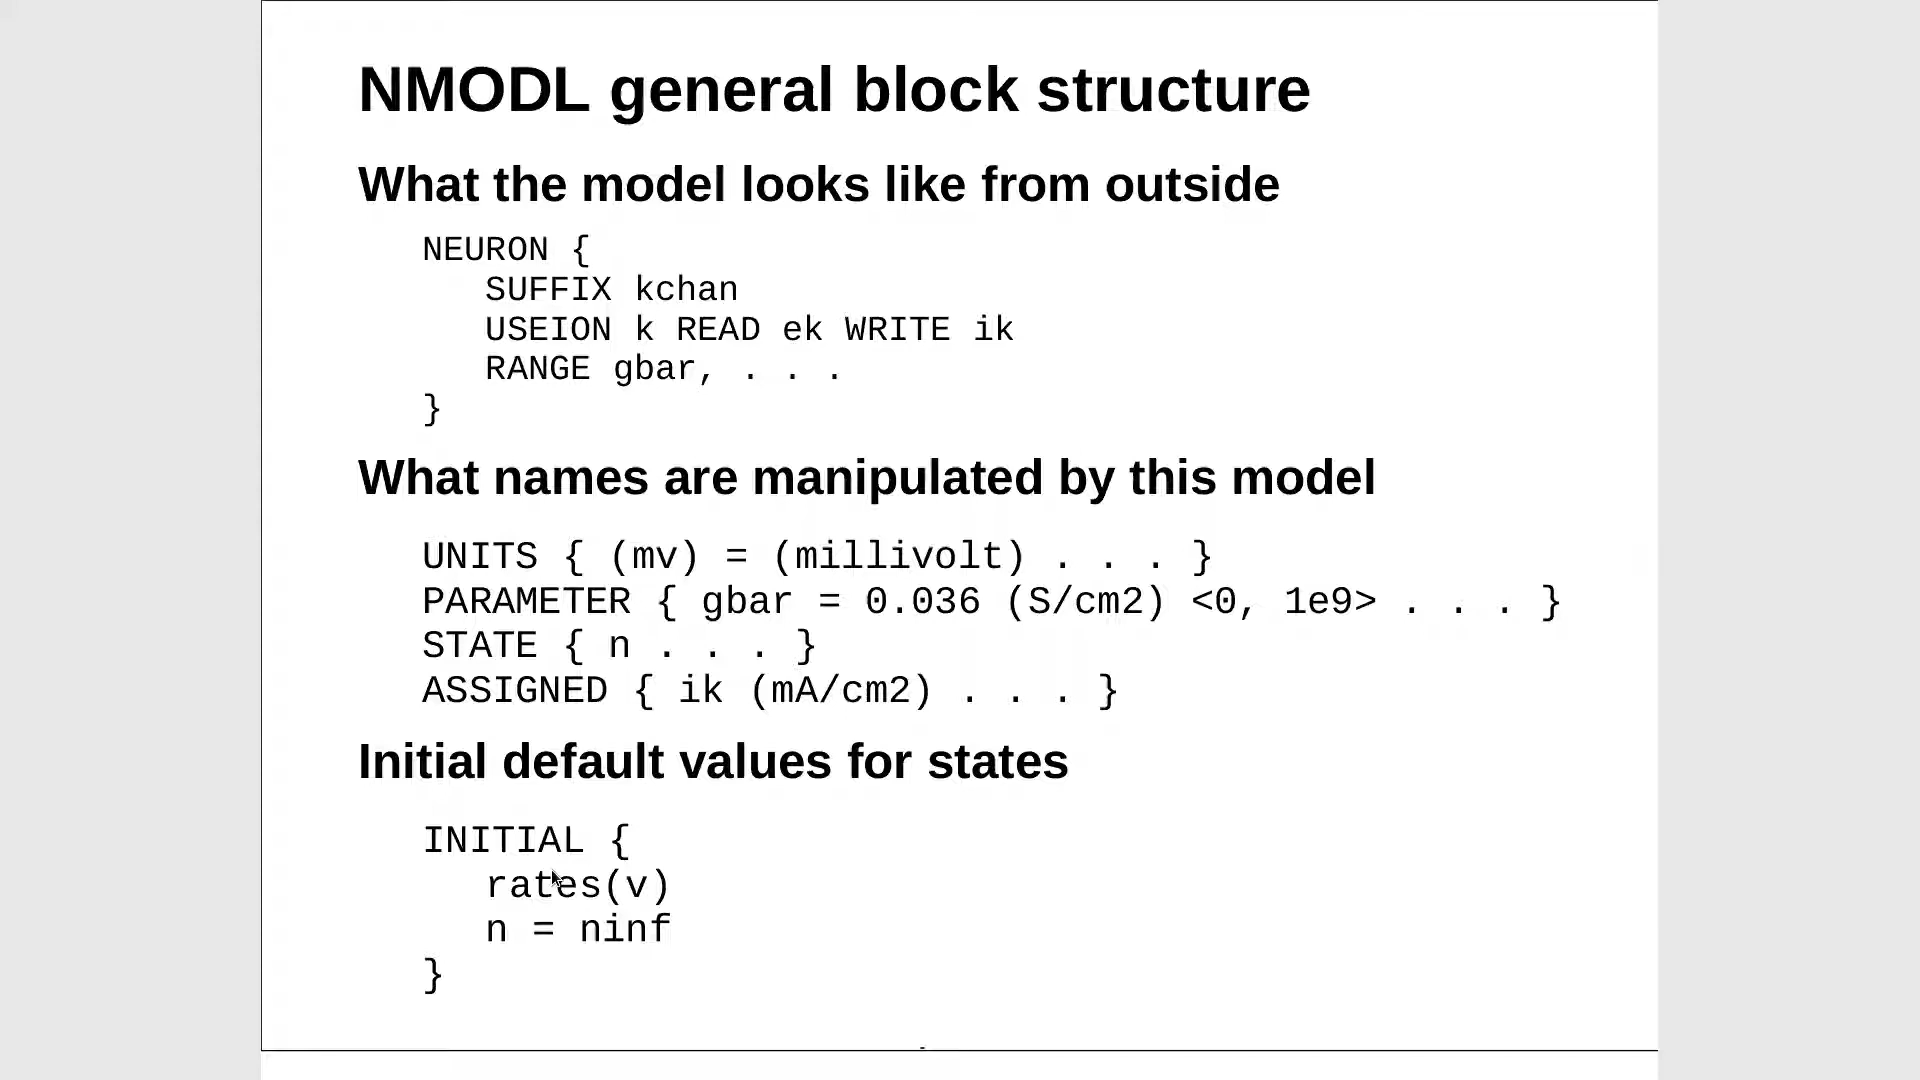 NMODL general block structure
What the model looks like from outside
NEURON {
SUFFIX kchan
USEION k READ ek WRITE ik
RANGE gbar, . . .
}
What names are manipulated by this model
UNITS { (mv) = (millivolt) . . . }
PARAMETER { gbar = 0.036 (S/cm2) <0, 1e9> . . . }
STATE { n . . . }
ASSIGNED { ik (mA/cm2) . . . }
Initial default values for states
INITIAL {
rates(v)
n = ninf
}